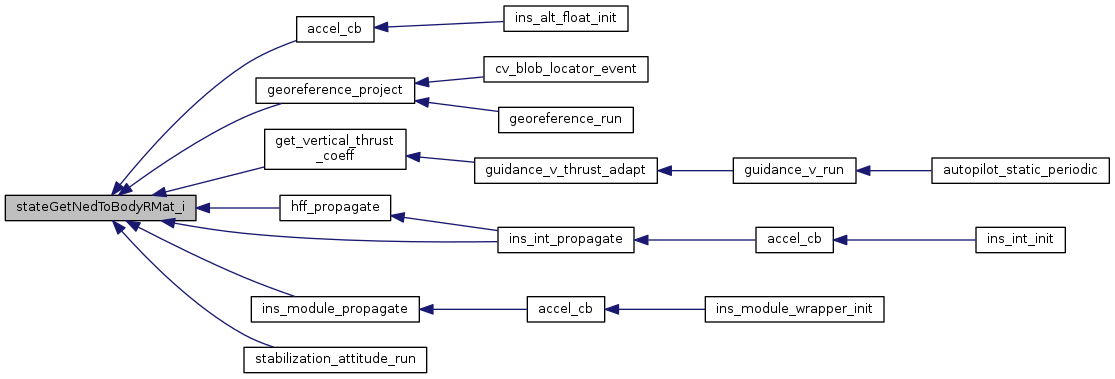 accel_cb
ins_alt_float_init
georeference_project
cv_blob_locator_event
georeference_run
get_vertical_thrust
_coeff
guidance_v_thrust_adapt
guidance_v_run
autopilot_static_periodic
stateGetNedToBodyRMat_i
hff_propagate
ins_int_propagate
accel_cb
ins_int_init
ins_module_propagate
accel_cb
ins_module_wrapper_init
stabilization_attitude_run